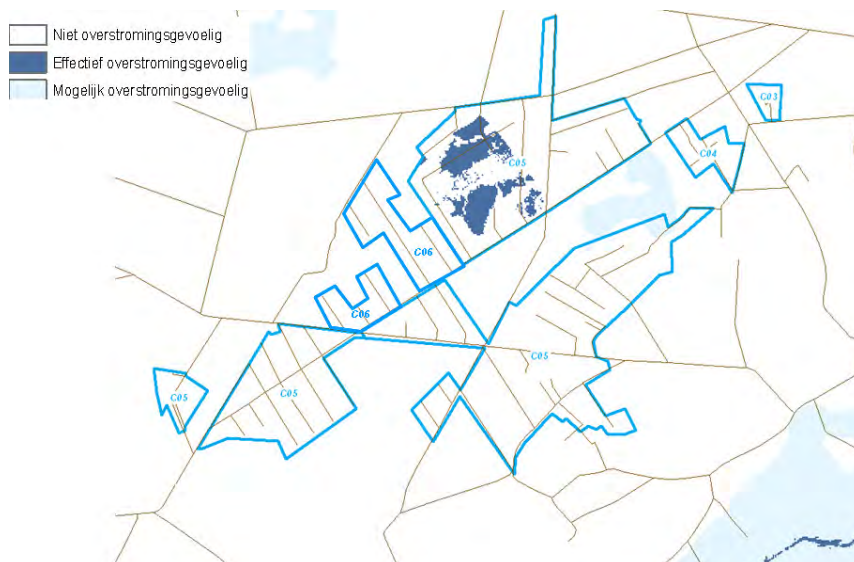 Niet overstromingsgevoelig
Effectief overstromingsgevoelig
Mogelijk overstromingsgevoelig
C03
C04
C05
C06
C06
C05
C05
C05